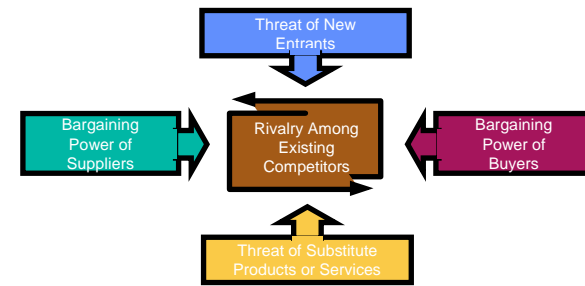 Threat of New
Entrants
Bargaining
Power of
Suppliers
Rivalry Among
Existing
Competitors
Bargaining
Power of
Buyers
Threat of Substitute
Products or Services